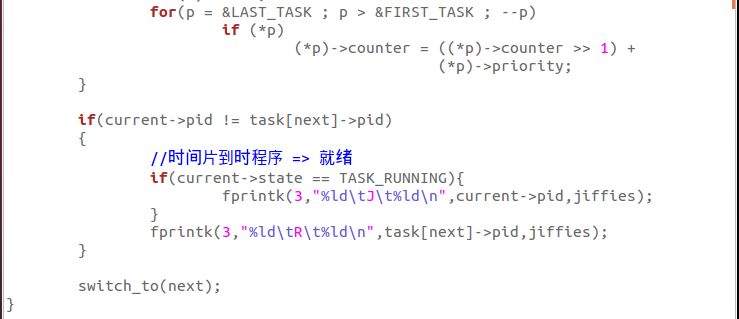 for(p = &LAST_TASK ; p > &FIRST_TASK ; --p)
if (*p)
(*p)->counter = ((*p)->counter >> 1) +
(*p)->priority;
}
if(current->pid != task[next]->pid)
{
//时间片到时程序 => 就绪
if(current->state == TASK_RUNNING){
fprintk(3,"%ld\tJ\t%ld\n",current->pid,jiffies);
}
fprintk(3,"%ld\tR\t%ld\n",task[next]->pid,jiffies);
}
switch_to(next);
}